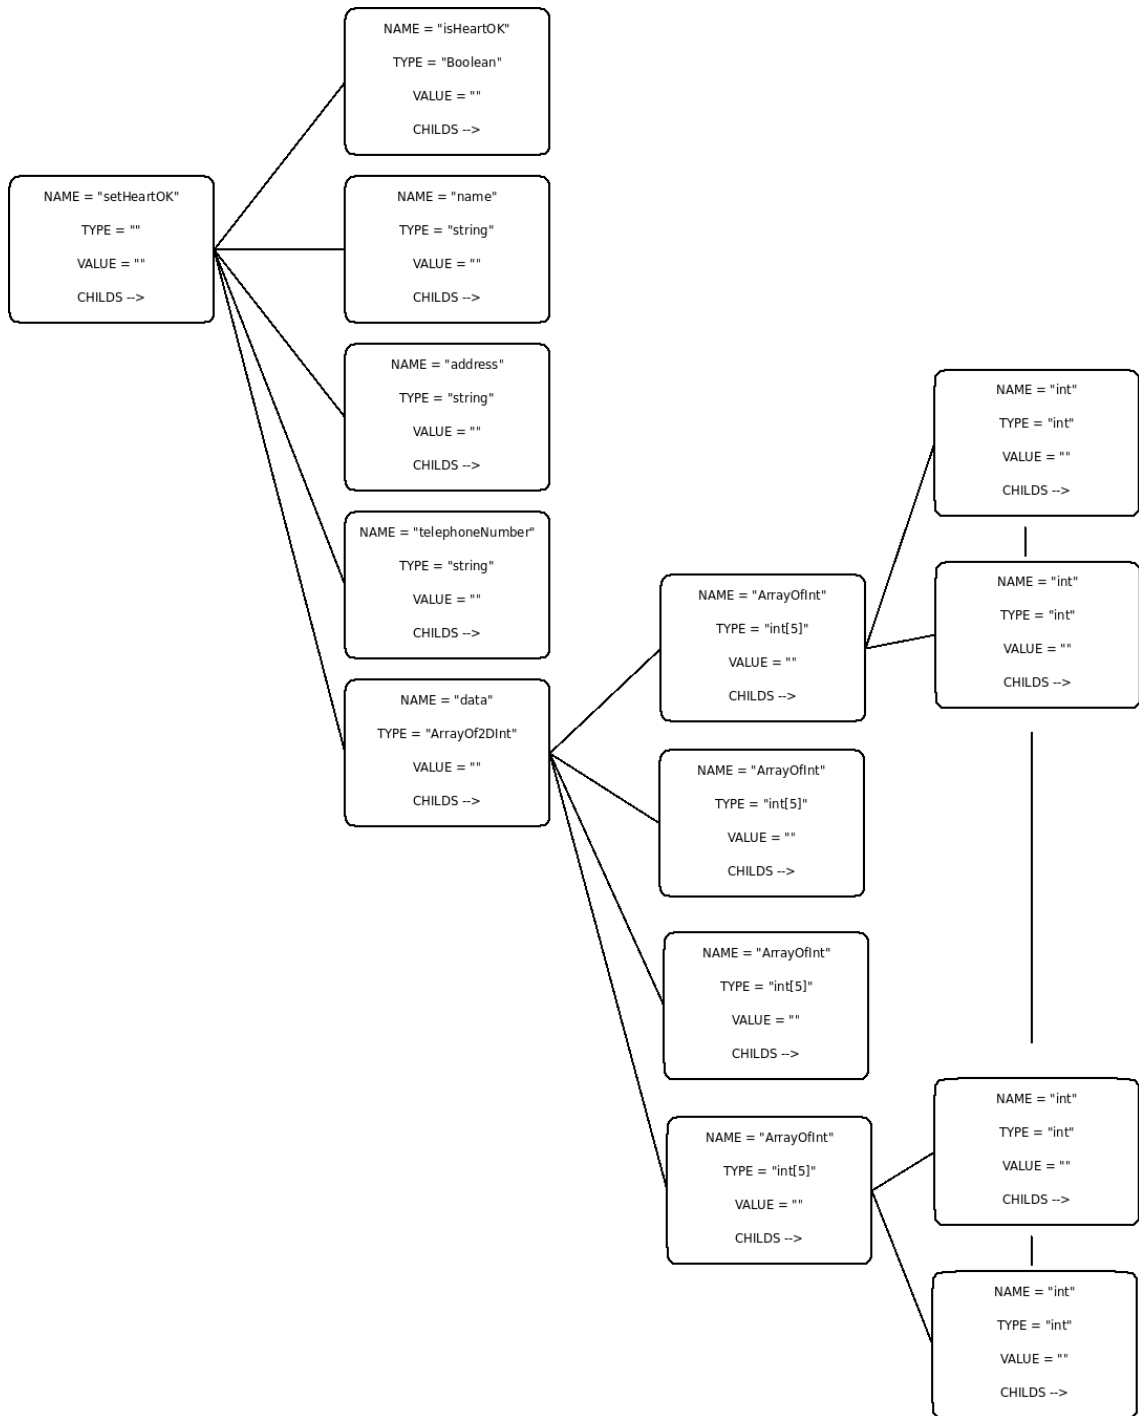 NAME = "isHeartOK"
TYPE = "Boolean"
VALUE = ""
CHILDS -->
NAME = "setHeartOK"
TYPE = ""
VALUE = ""
CHILDS -->
NAME = "name"
TYPE = "string"
VALUE = ""
CHILDS -->
NAME = "address"
TYPE = "string"
VALUE = ""
CHILDS -->
NAME = "telephoneNumber"
TYPE = "string"
VALUE = ""
CHILDS -->
NAME = "data"
TYPE = "ArrayOf2DInt"
VALUE = ""
CHILDS -->
NAME = "ArrayOfInt"
TYPE = "int[5]"
VALUE = ""
CHILDS -->
NAME = "ArrayOfInt"
TYPE = "int[5]"
VALUE = ""
CHILDS -->
NAME = "ArrayOfInt"
TYPE = "int[5]"
VALUE = ""
CHILDS -->
NAME = "ArrayOfInt"
TYPE = "int[5]"
VALUE = ""
CHILDS -->
NAME = "int"
TYPE = "int"
VALUE = ""
CHILDS -->
NAME = "int"
TYPE = "int"
VALUE = ""
CHILDS -->
NAME = "int"
TYPE = "int"
VALUE = ""
CHILDS -->
NAME = "int"
TYPE = "int"
VALUE = ""
CHILDS -->